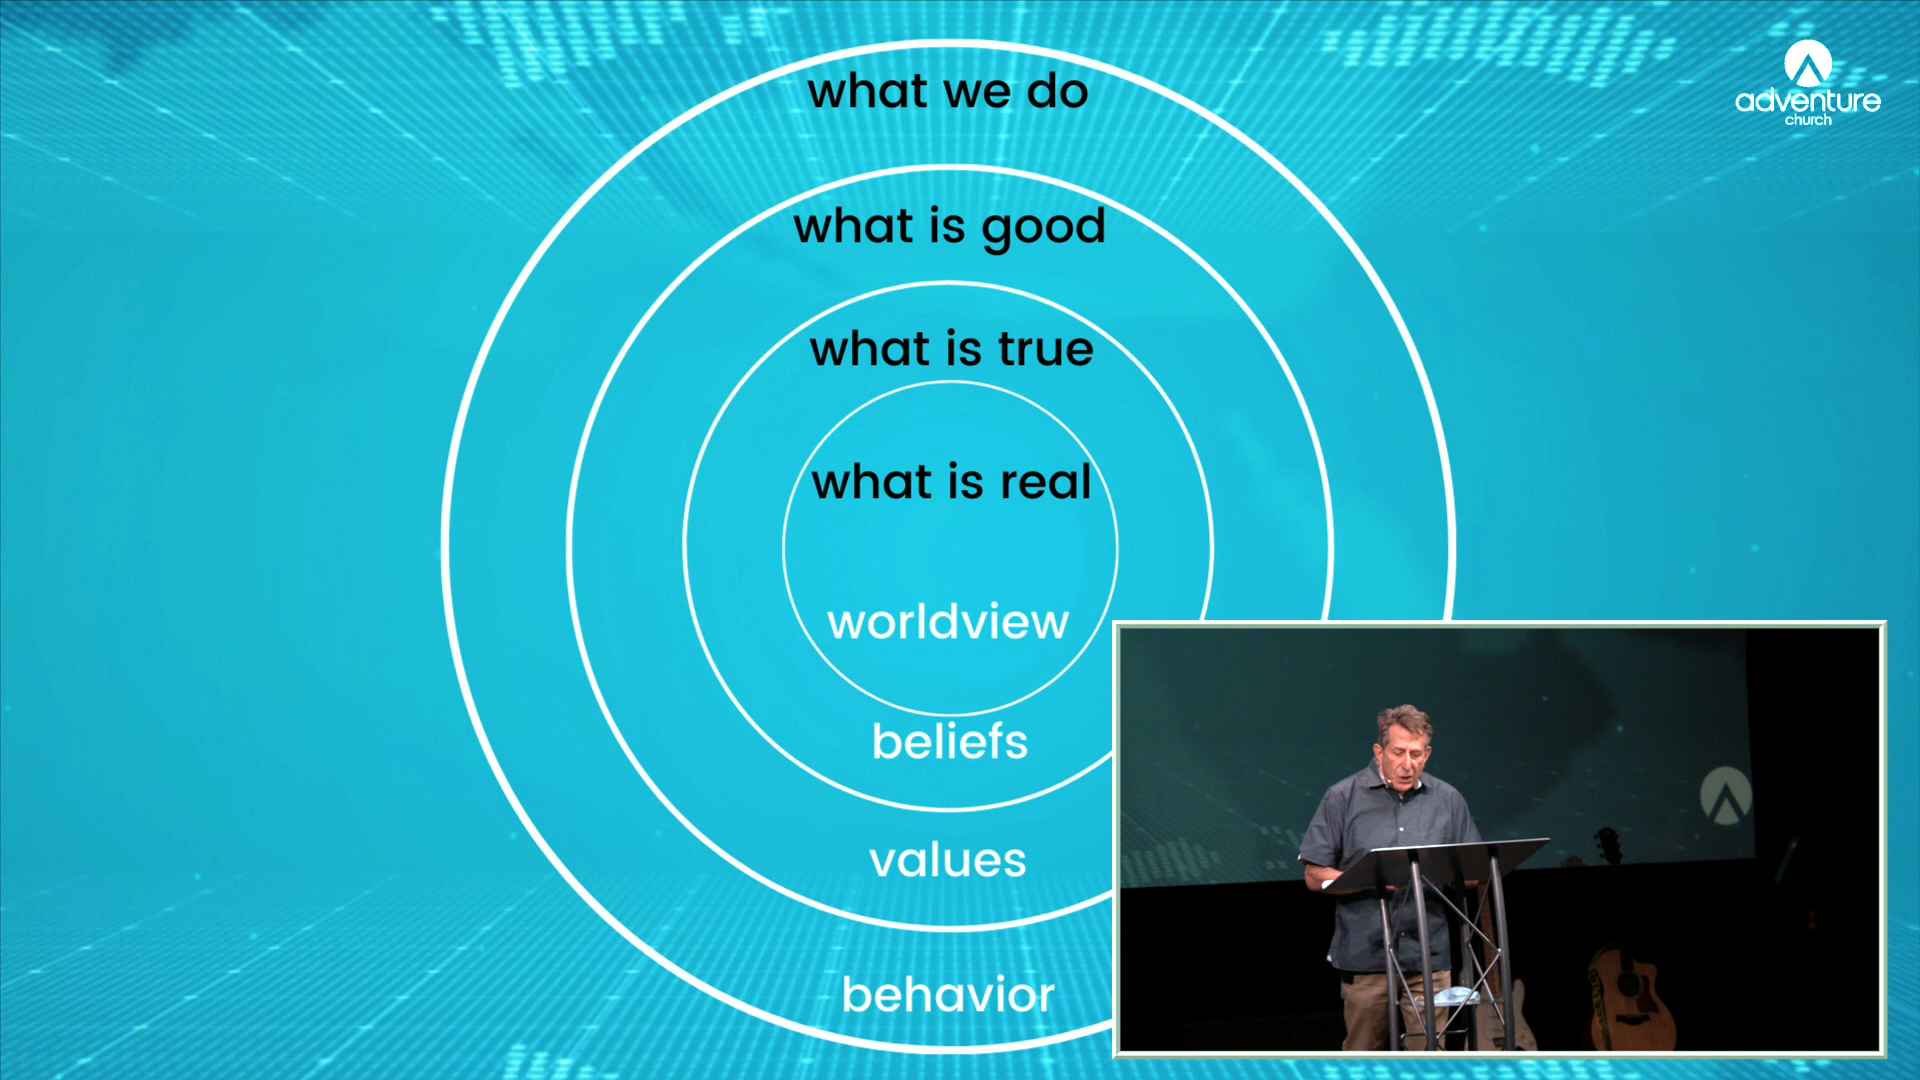 what we do
what is good
what is true
what is real
worldview
beliefs
values
behavior
adventure
church